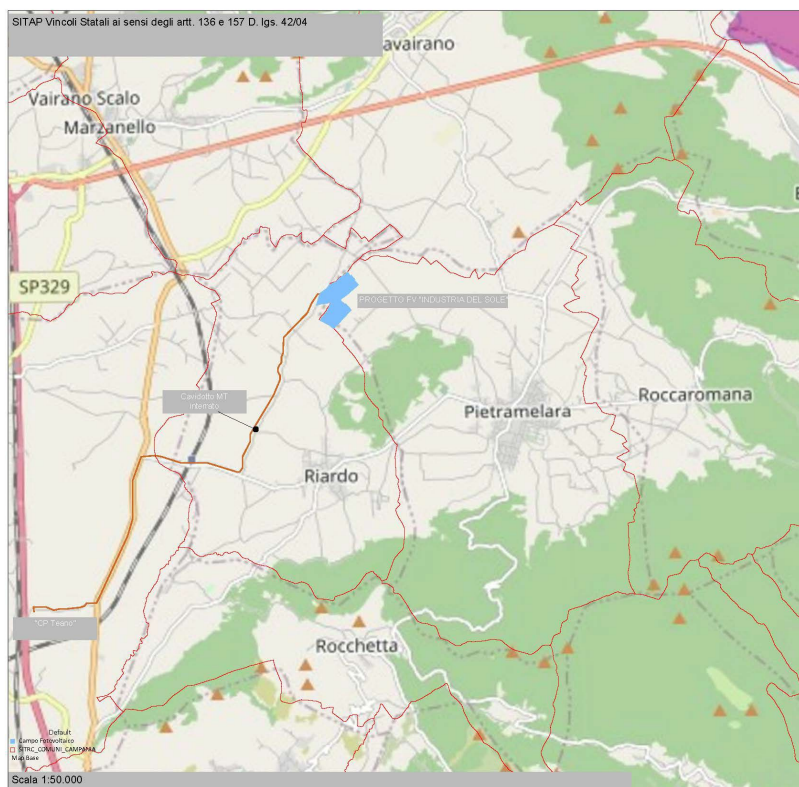 SITAP Vincoli Statali ai sensi degli artt. 136 e 157 D. lgs. 42/04
avairano
Vairano Scalo
Marzanello
SP329
PROGETTO FV "INDUSTRIA DEL SOLE"
Cavidotto MT
interrato
Pietramelara
Roccaromana
Riardo
"CP Teano"
Rocchetta
Default
Campo Fotovoltaico
SITRC_COMUNI_CAMPANIA
Map Base
Scala 1:50.000